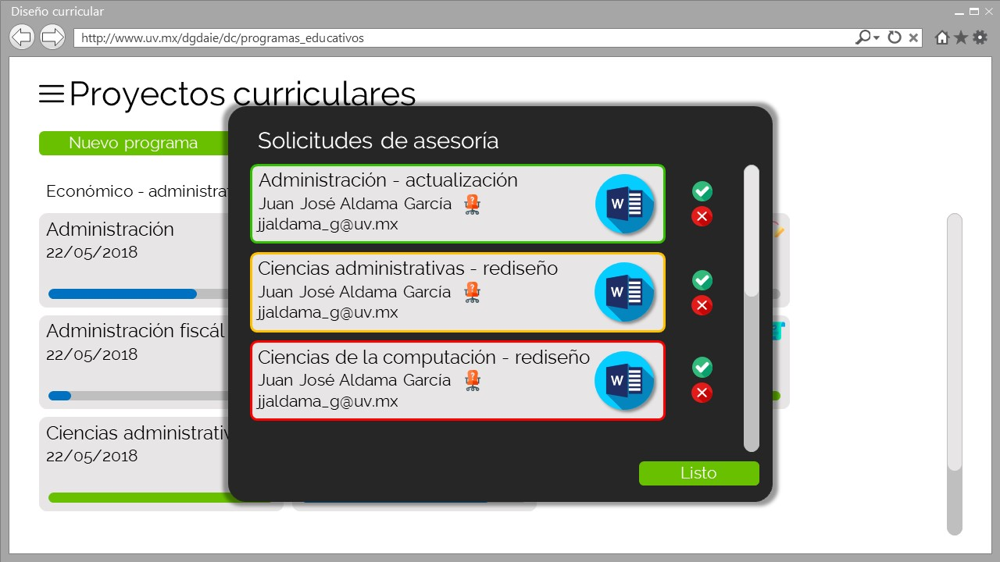 Diseño curricular
http://www.uv.mx/dgdaie/dc/programas_educativos
Proyectos curriculares
Nuevo programa
Económico - administrat
Administración
22/05/2018
Administración fiscál
22/05/2018
Ciencias administrativ
22/05/2018
Solicitudes de asesoría
Administración - actualización
Juan José Aldama García
jjaldama_g@uv.mx
W
Ciencias administrativas - rediseño
Juan José Aldama García
jjaldama_g@uv.mx
W
Ciencias de la computación - rediseño
Juan José Aldama García
jjaldama_g@uv.mx
W
Listo